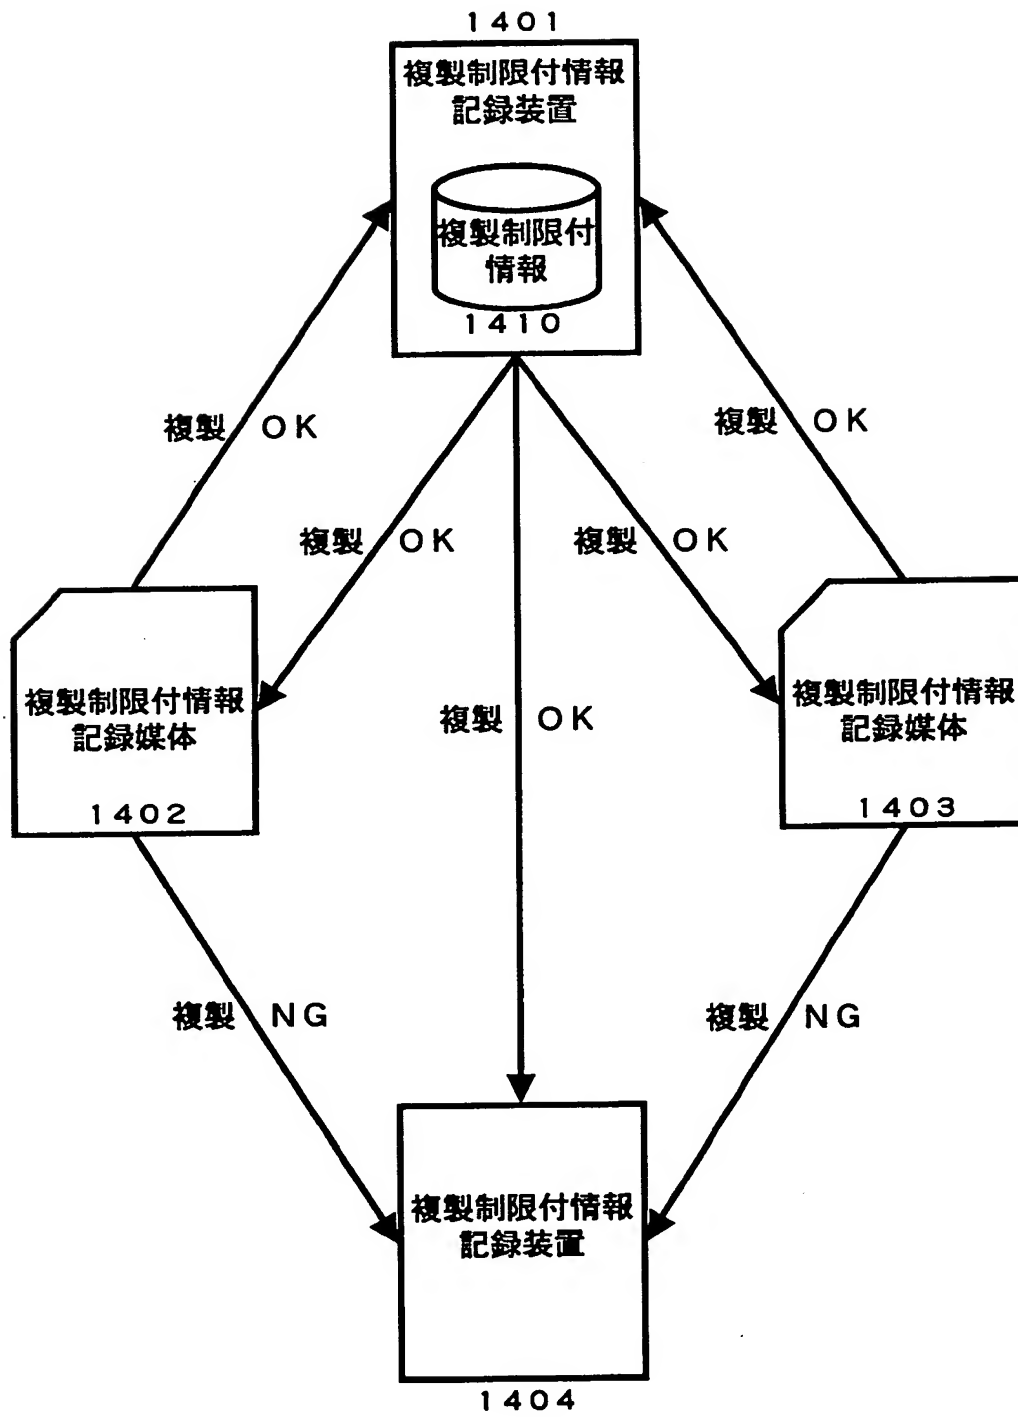 １４０１
複製制限付情報
記録装置
複製制限付
情報
１４１０
複製 ＯＫ
複製 ＯＫ
複製 ＯＫ
複製 ＯＫ
複製制限付情報
記録媒体
１４０２
複製 ＯＫ
複製制限付情報
記録媒体
１４０３
複製 ＮＧ
複製 ＮＧ
複製制限付情報
記録装置
１４０４